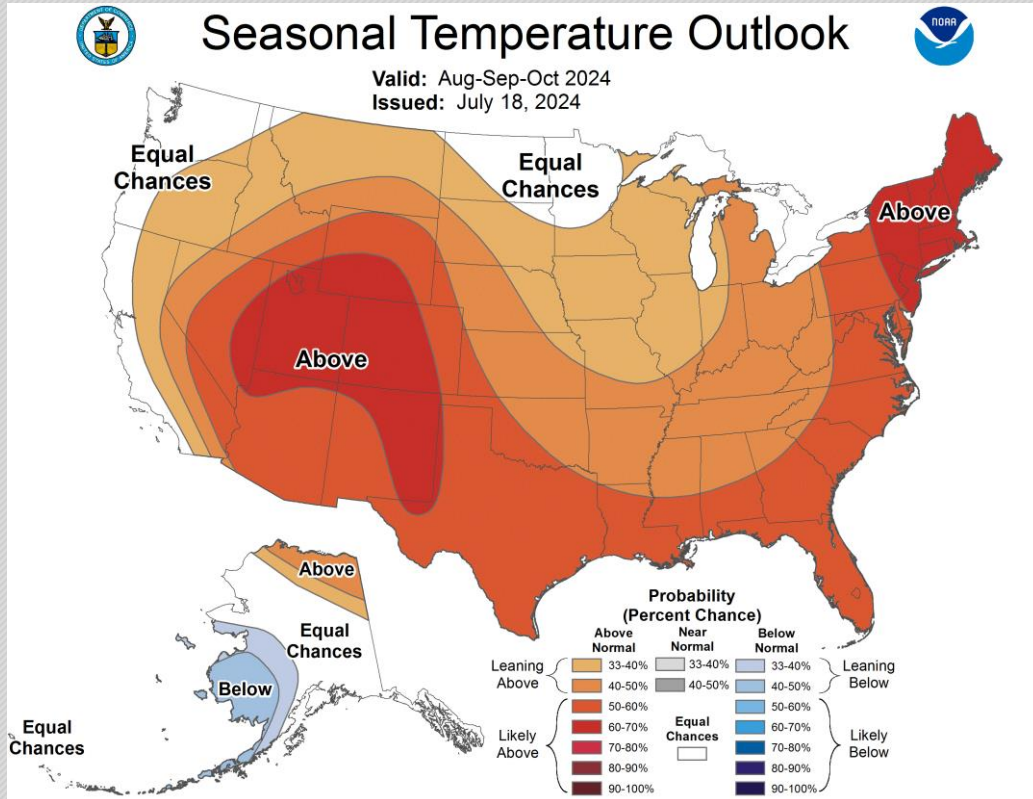 Seasonal Temperature Outlook
NOAA
Valid: Aug-Sep-Oct 2024
Issued: July 18, 2024
Equal
Chances
Equal
Chances
Above
Above
Above
Equal
Chances
Below
Equal
Chances
Probability
(Percent Chance)
Above
Normal
Near
Normal
Below
Normal
Leaning
Above
33-40%
40-50%
33-40%
40-50%
33-40%
40-50%
Leaning
Below
Likely
Above
50-60%
60-70%
70-80%
80-90%
90-100%
Equal
Chances
50-60%
60-70%
70-80%
80-90%
90-100%
Likely
Below